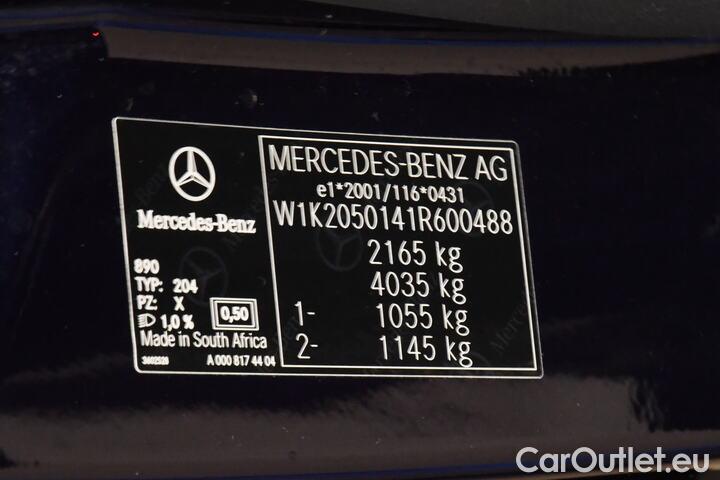 MERCEDES-BENZ AG
e1*2001/116*0431
W1K2050141R600488
2165 kg
4035 kg
1- 1055 kg
2- 1145 kg
Mercedes-Benz
890
TYP: 204
PZ: X
1,0 %
0,50
Made in South Africa
3602528
A 000 817 44 04
CarOutlet.eu